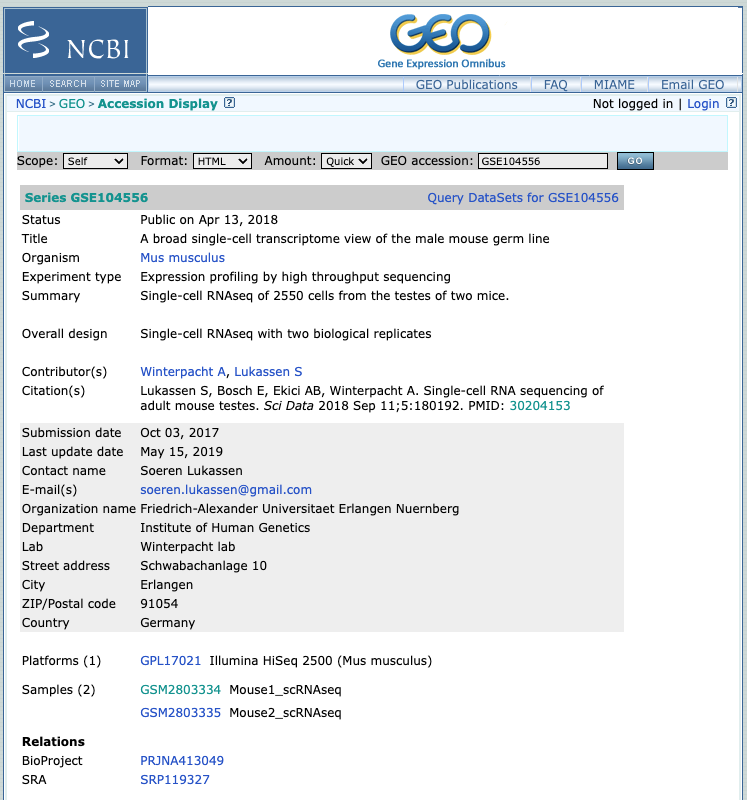 NCBI
GEO
Gene Expression Omnibus
HOME SEARCH SITE MAP GEO Publications FAQ MIAME Email GEO
NCBI > GEO > Accession Display ? Not logged in | Login ?
Scope: Self Format: HTML Amount: Quick GEO accession: GSE104556 GO
Series GSE104556 Query DataSets for GSE104556
Status Public on Apr 13, 2018
Title A broad single-cell transcriptome view of the male mouse germ line
Organism Mus musculus
Experiment type Expression profiling by high throughput sequencing
Summary Single-cell RNAseq of 2550 cells from the testes of two mice.
Overall design Single-cell RNAseq with two biological replicates
Contributor(s) Winterpacht A, Lukassen S
Citation(s) Lukassen S, Bosch E, Ekici AB, Winterpacht A. Single-cell RNA sequencing of
adult mouse testes. Sci Data 2018 Sep 11;5:180192. PMID: 30204153
Submission date Oct 03, 2017
Last update date May 15, 2019
Contact name Soeren Lukassen
E-mail(s) soeren.lukassen@gmail.com
Organization name Friedrich-Alexander Universitaet Erlangen Nuernberg
Department Institute of Human Genetics
Lab Winterpacht lab
Street address Schwabachanlage 10
City Erlangen
ZIP/Postal code 91054
Country Germany
Platforms (1) GPL17021 Illumina HiSeq 2500 (Mus musculus)
Samples (2) GSM2803334 Mouse1_scRNAseq
GSM2803335 Mouse2_scRNAseq
Relations
BioProject PRJNA413049
SRA SRP119327